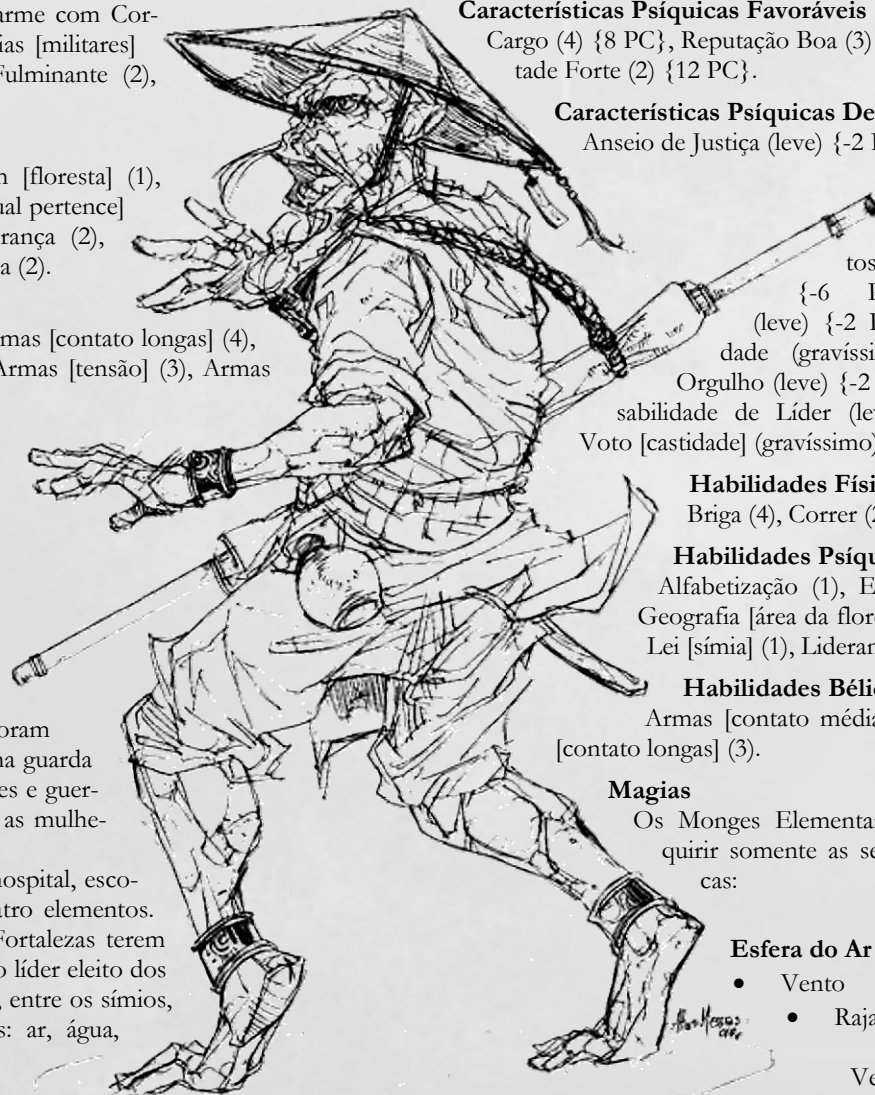 arme com Cor-
ias [militares]
Fulminante (2),
[floresta] (1),
ual pertence]
rança (2),
a (2).
mas [contato longas] (4),
Armas [tensão] (3), Armas
oram
na guarda
es e guer-
as mulhe-
hospital, esco-
atro elementos.
Fortalezas terem
o líder eleito dos
, entre os símios,
s: ar, água,
Características Psíquicas Favoráveis
Cargo (4) {8 PC}, Reputação Boa (3)
tade Forte (2) {12 PC}.
Características Psíquicas De
Anseio de Justiça (leve) {-2
tos
{-6
(leve) {-2
dade (gravíssi
Orgulho (leve) {-2
sabilidade de Líder (lev
Voto [castidade] (gravíssimo)
Habilidades Físi
Briga (4), Correr (2
Habilidades Psíqu
Alfabetização (1), E
Geografia [área da flore
Lei [símia] (1), Lideran
Habilidades Bélic
Armas [contato média
[contato longas] (3).
Magias
Os Monges Elementa
quirir somente as se
cas:
Esfera do Ar
• Vento
• Raja
Ve